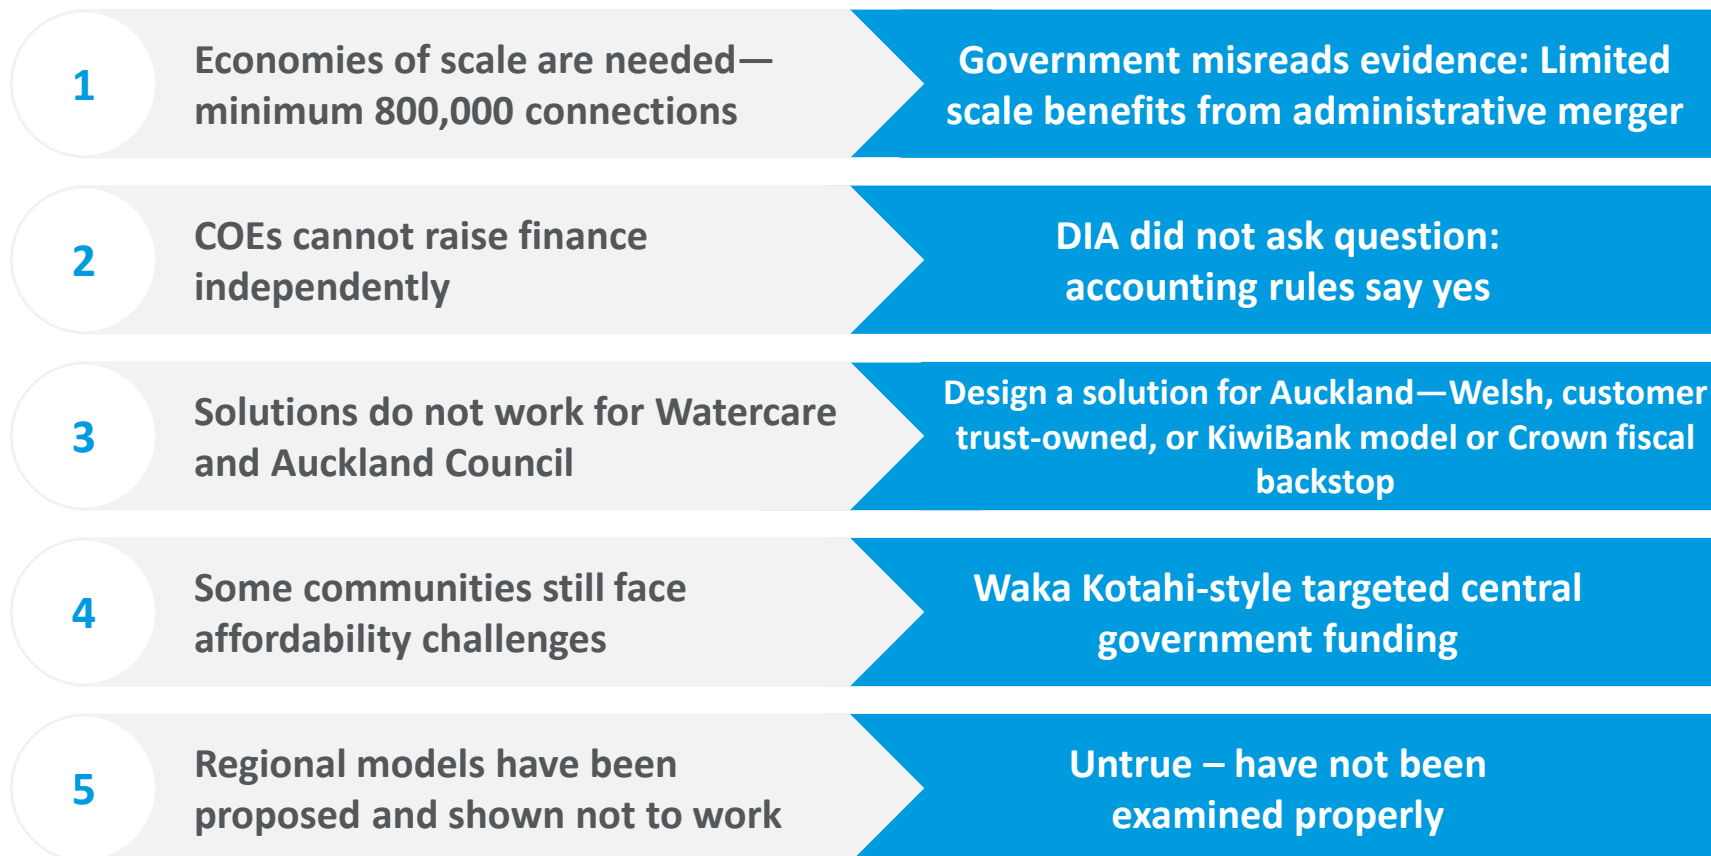 1
Economies of scale are needed—
minimum 800,000 connections
Government misreads evidence: Limited
scale benefits from administrative merger
2
COEs cannot raise finance
independently
DIA did not ask question:
accounting rules say yes
3
Solutions do not work for Watercare
and Auckland Council
Design a solution for Auckland—Welsh, customer
trust-owned, or KiwiBank model or Crown fiscal
backstop
4
Some communities still face
affordability challenges
Waka Kotahi-style targeted central
government funding
5
Regional models have been
proposed and shown not to work
Untrue – have not been
examined properly